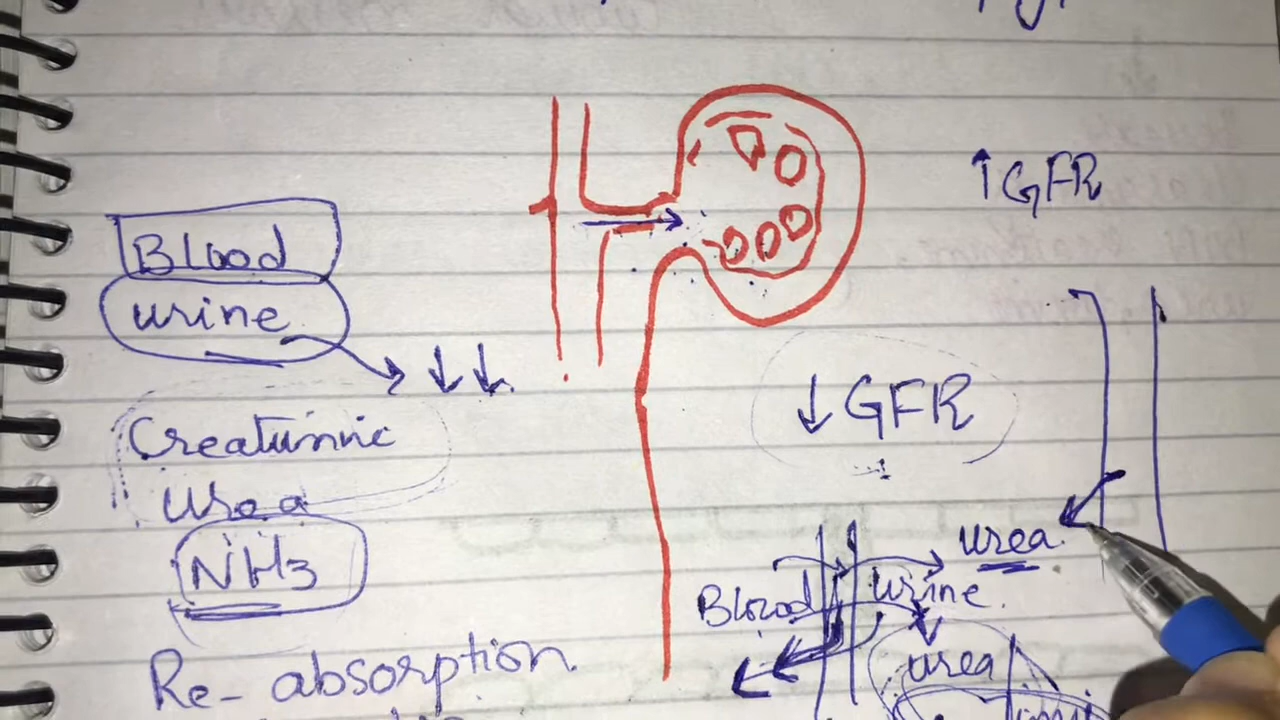 ↑GFR
Blood
urine
↓↓
↓GFR
Creatinine
Urea
urea
NH3
Blood urine
urea
Re-absorption